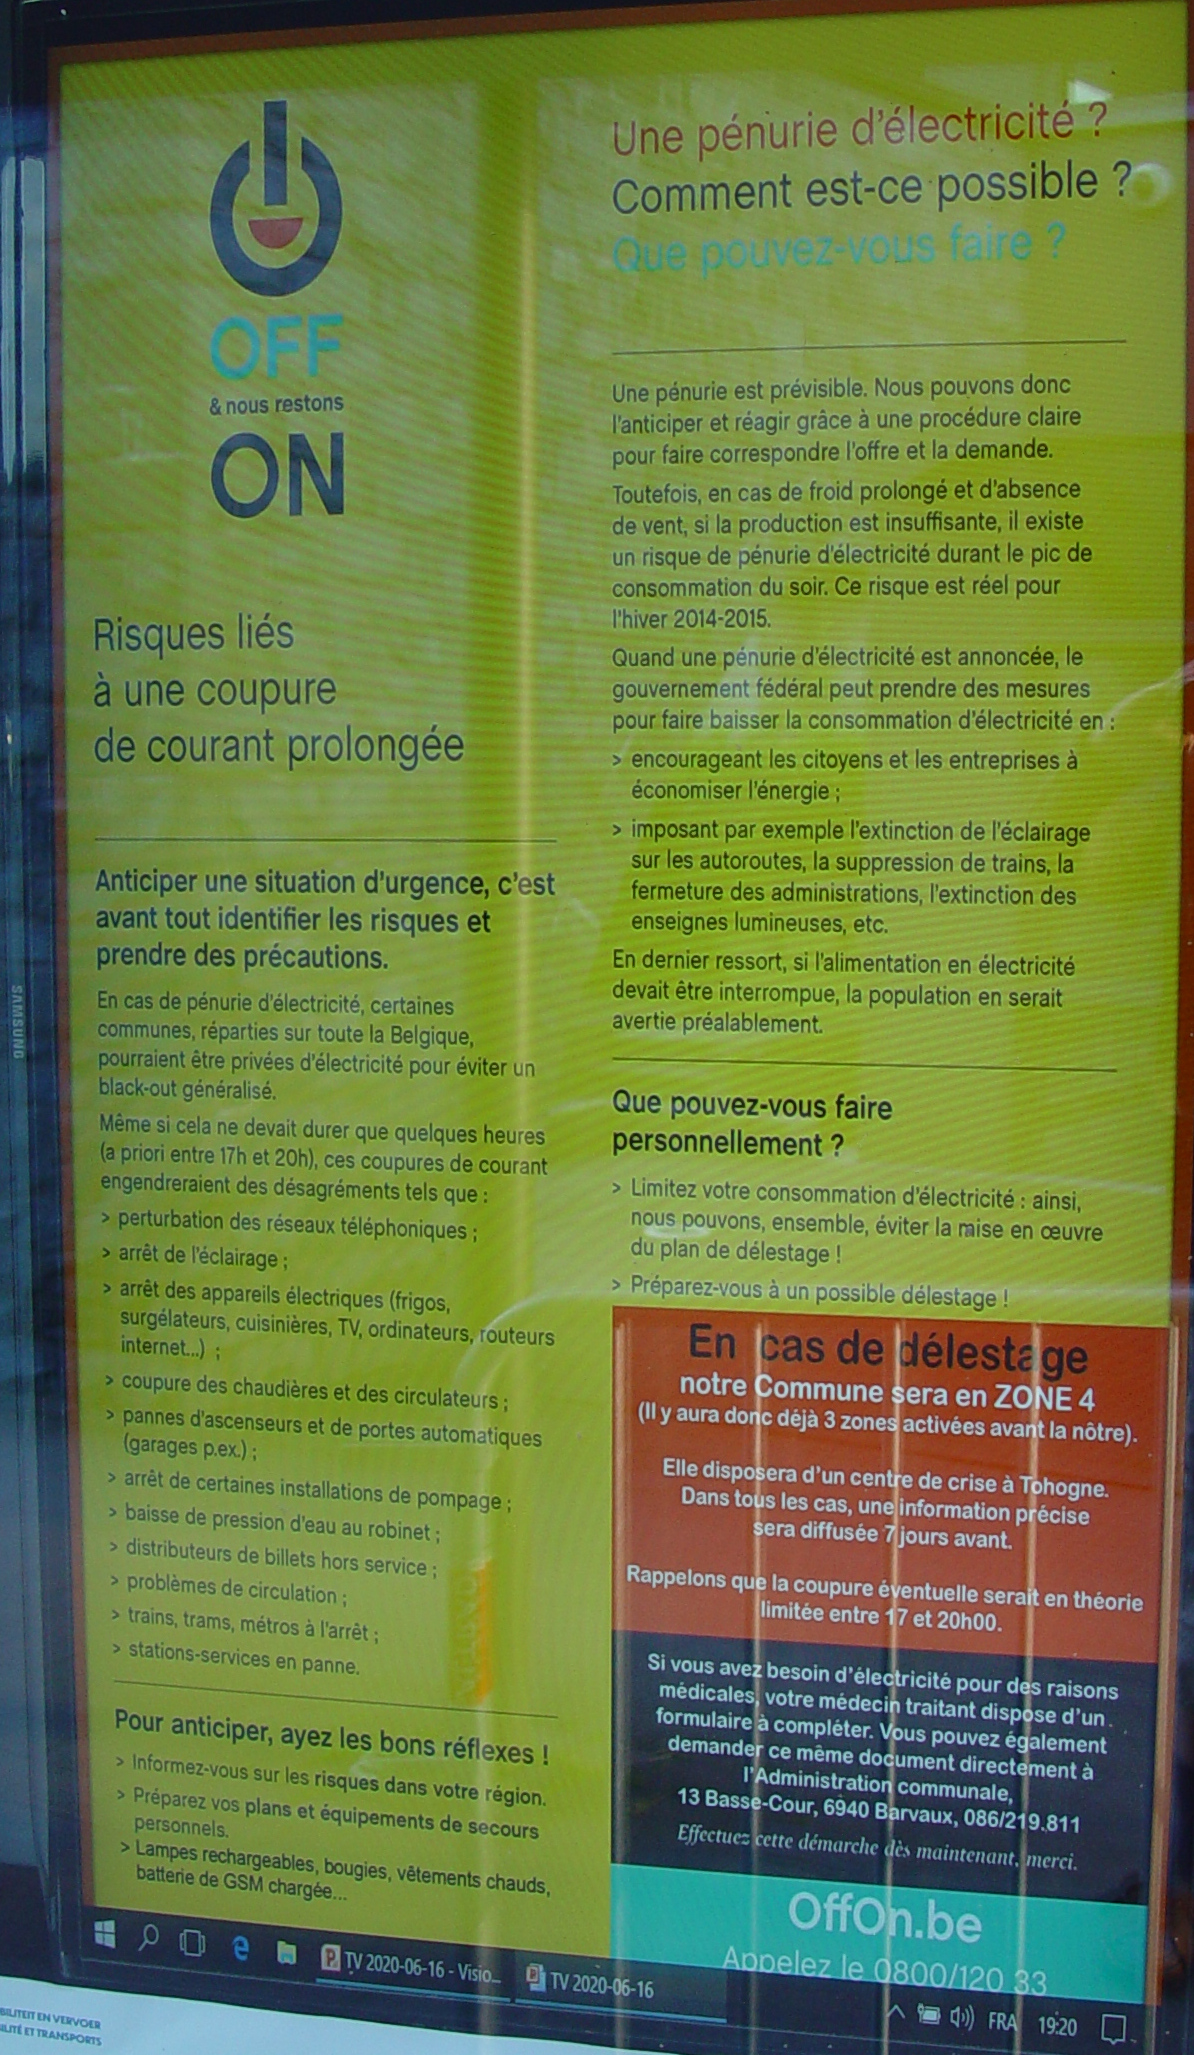 OFF
& nous restons
ON
Risques liés
à une coupure
de courant prolongée
Anticiper une situation d'urgence, c'est
avant tout identifier les risques et
prendre des précautions.
En cas de pénurie d'électricité, certaines
communes, réparties sur toute la Belgique,
pourraient être privées d'électricité pour éviter un
black-out généralisé.
Même si cela ne devait durer que quelques heures
(a priori entre 17h et 20h), ces coupures de courant
engendreraient des désagréments tels que :
> perturbation des réseaux téléphoniques ;
> arrêt de l'éclairage ;
> arrêt des appareils électriques (frigos,
surgélateurs, cuisinières, TV, ordinateurs, routeurs
internet...) ;
> coupure des chaudières et des circulateurs ;
> pannes d'ascenseurs et de portes automatiques
(garages p.ex.) ;
> arrêt de certaines installations de pompage ;
> baisse de pression d'eau au robinet ;
> distributeurs de billets hors service ;
> problèmes de circulation ;
> trains, trams, métros à l'arrêt ;
> stations-services en panne.
Pour anticiper, ayez les bons réflexes !
> Informez-vous sur les risques dans votre région.
> Préparez vos plans et équipements de secours
personnels.
> Lampes rechargeables, bougies, vêtements chauds,
batterie de GSM chargée...
Une pénurie d'électricité ?
Comment est-ce possible ?
Que pouvez-vous faire ?
Une pénurie est prévisible. Nous pouvons donc
l'anticiper et réagir grâce à une procédure claire
pour faire correspondre l'offre et la demande.
Toutefois, en cas de froid prolongé et d'absence
de vent, si la production est insuffisante, il existe
un risque de pénurie d'électricité durant le pic de
consommation du soir. Ce risque est réel pour
l'hiver 2014-2015.
Quand une pénurie d'électricité est annoncée, le
gouvernement fédéral peut prendre des mesures
pour faire baisser la consommation d'électricité en :
> encourageant les citoyens et les entreprises à
économiser l'énergie ;
> imposant par exemple l'extinction de l'éclairage
sur les autoroutes, la suppression de trains, la
fermeture des administrations, l'extinction des
enseignes lumineuses, etc.
En dernier ressort, si l'alimentation en électricité
devait être interrompue, la population en serait
avertie préalablement.
Que pouvez-vous faire
personnellement ?
> Limitez votre consommation d'électricité : ainsi,
nous pouvons, ensemble, éviter la mise en œuvre
du plan de délestage !
> Préparez-vous à un possible délestage !
En cas de délestage
notre Commune sera en ZONE 4
(Il y aura donc déjà 3 zones activées avant la nôtre).
Elle disposera d'un centre de crise à Tohogne.
Dans tous les cas, une information précise
sera diffusée 7 jours avant.
Rappelons que la coupure éventuelle serait en théorie
limitée entre 17 et 20h00.
Si vous avez besoin d'électricité pour des raisons
médicales, votre médecin traitant dispose d'un
formulaire à compléter. Vous pouvez également
demander ce même document directement à
l'Administration communale,
13 Basse-Cour, 6940 Barvaux, 086/219.811
Effectuez cette démarche dès maintenant, merci.
OffOn.be
Appelez le 0800/120 33
TV 2020-06-16 - Visio...
TV 2020-06-16
FRA 19:20
SAMSUNG
BILITEIT EN VERVOER
ILITÉ ET TRANSPORTS